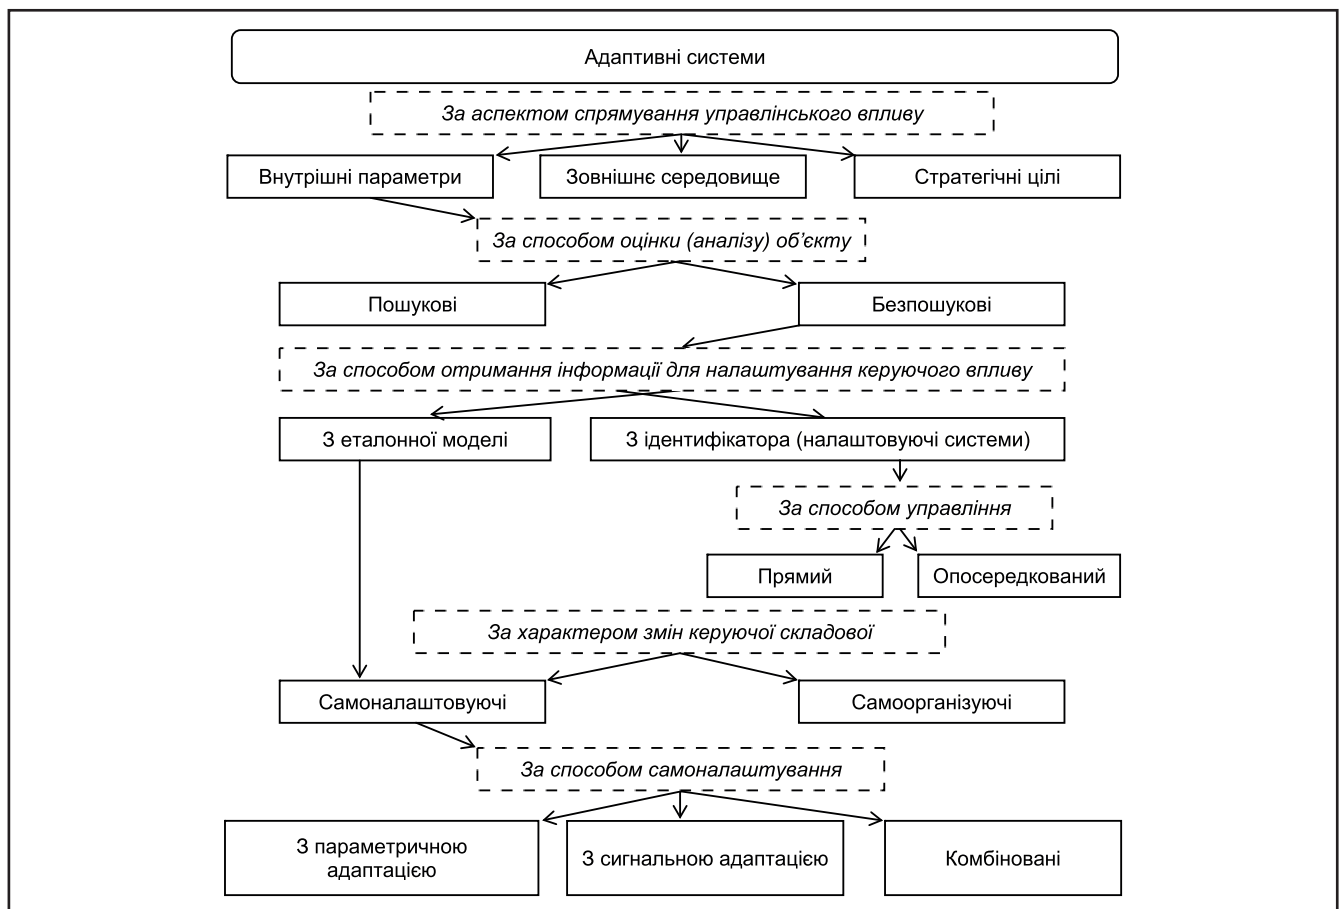 Адаптивні системи
За аспектом спрямування управлінського впливу
Внутрішні параметри
Зовнішнє середовище
Стратегічні цілі
За способом оцінки (аналізу) об’єкту
Пошукові
Безпошукові
За способом отримання інформації для налаштування керуючого впливу
З еталонної моделі
З ідентифікатора (налаштовуючі системи)
За способом управління
Прямий
Опосередкований
За характером змін керуючої складової
Самоналаштовуючі
Самоорганізуючі
За способом самоналаштування
З параметричною
адаптацією
З сигнальною адаптацією
Комбіновані